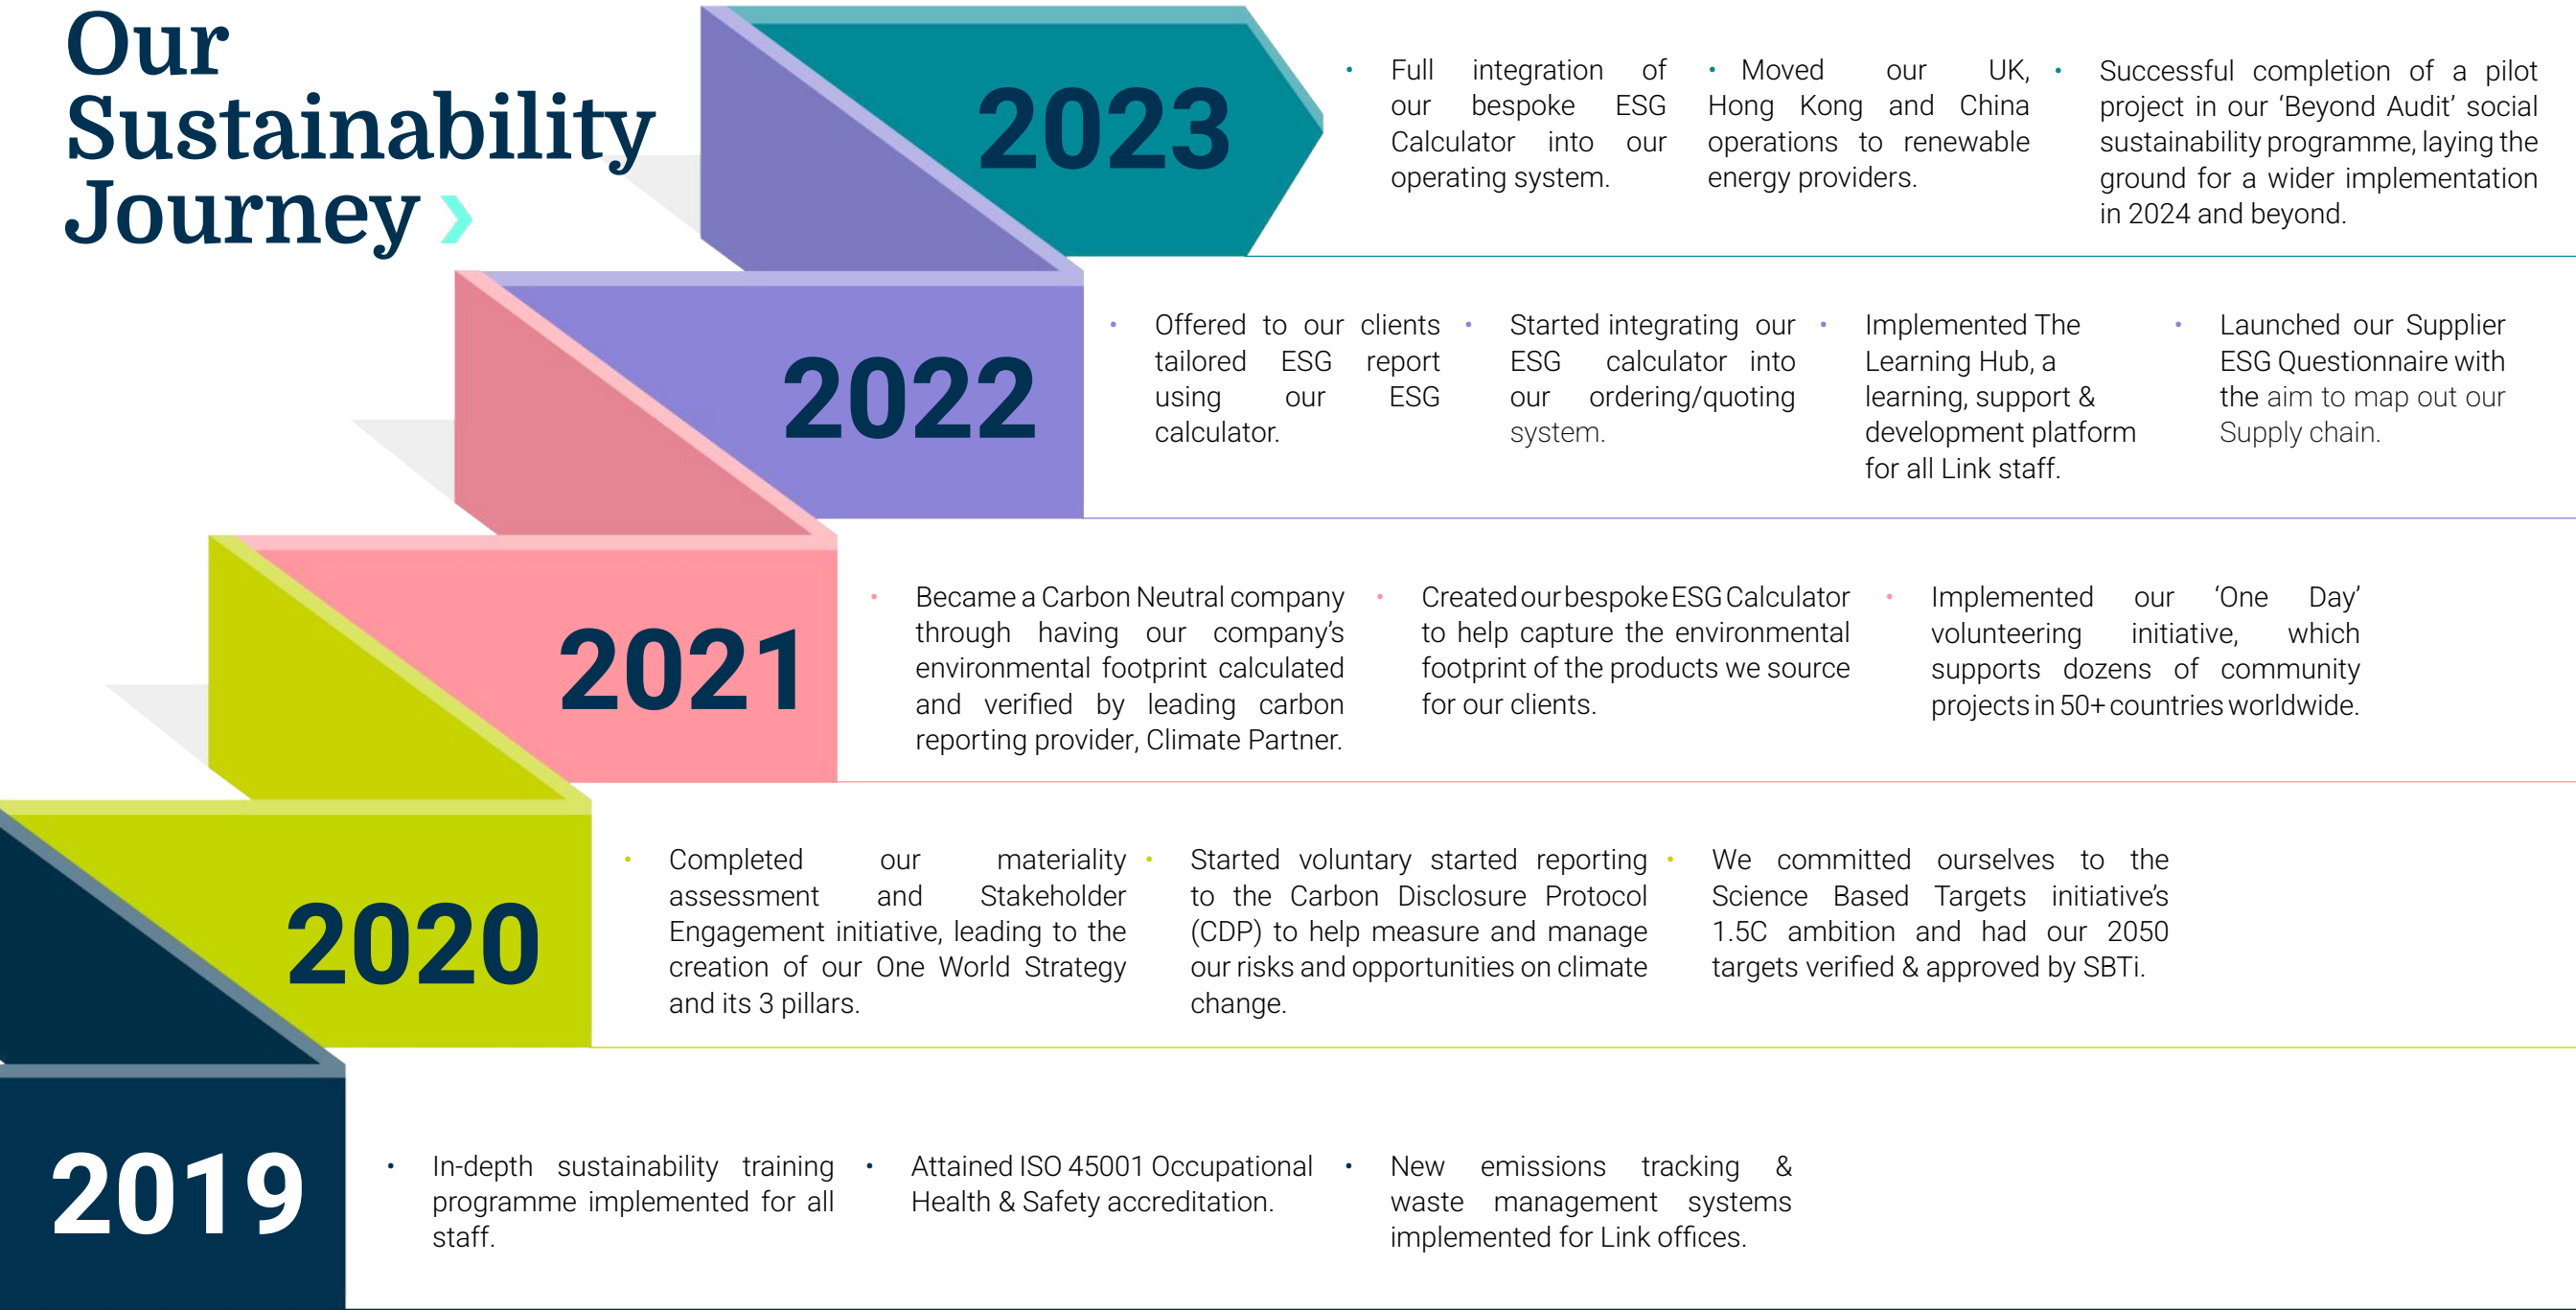 Our
Sustainability
Journey
2023
• Full integration of
our bespoke ESG
Calculator into our
operating system.
• Moved our UK,
Hong Kong and China
operations to renewable
energy providers.
• Successful completion of a pilot
project in our ‘Beyond Audit’ social
sustainability programme, laying the
ground for a wider implementation
in 2024 and beyond.
2022
• Offered to our clients
tailored ESG report
using our ESG
calculator.
• Started integrating our
ESG calculator into
our ordering/quoting
system.
• Implemented The
Learning Hub, a
learning, support &
development platform
for all Link staff.
• Launched our Supplier
ESG Questionnaire with
the aim to map out our
Supply chain.
2021
• Became a Carbon Neutral company
through having our company’s
environmental footprint calculated
and verified by leading carbon
reporting provider, Climate Partner.
• Created our bespoke ESG Calculator
to help capture the environmental
footprint of the products we source
for our clients.
• Implemented our ‘One Day’
volunteering initiative, which
supports dozens of community
projects in 50+ countries worldwide.
2020
• Completed our materiality
assessment and Stakeholder
Engagement initiative, leading to the
creation of our One World Strategy
and its 3 pillars.
• Started voluntary started reporting
to the Carbon Disclosure Protocol
(CDP) to help measure and manage
our risks and opportunities on climate
change.
• We committed ourselves to the
Science Based Targets initiative’s
1.5C ambition and had our 2050
targets verified & approved by SBTi.
2019
• In-depth sustainability training
programme implemented for all
staff.
• Attained ISO 45001 Occupational
Health & Safety accreditation.
• New emissions tracking &
waste management systems
implemented for Link offices.